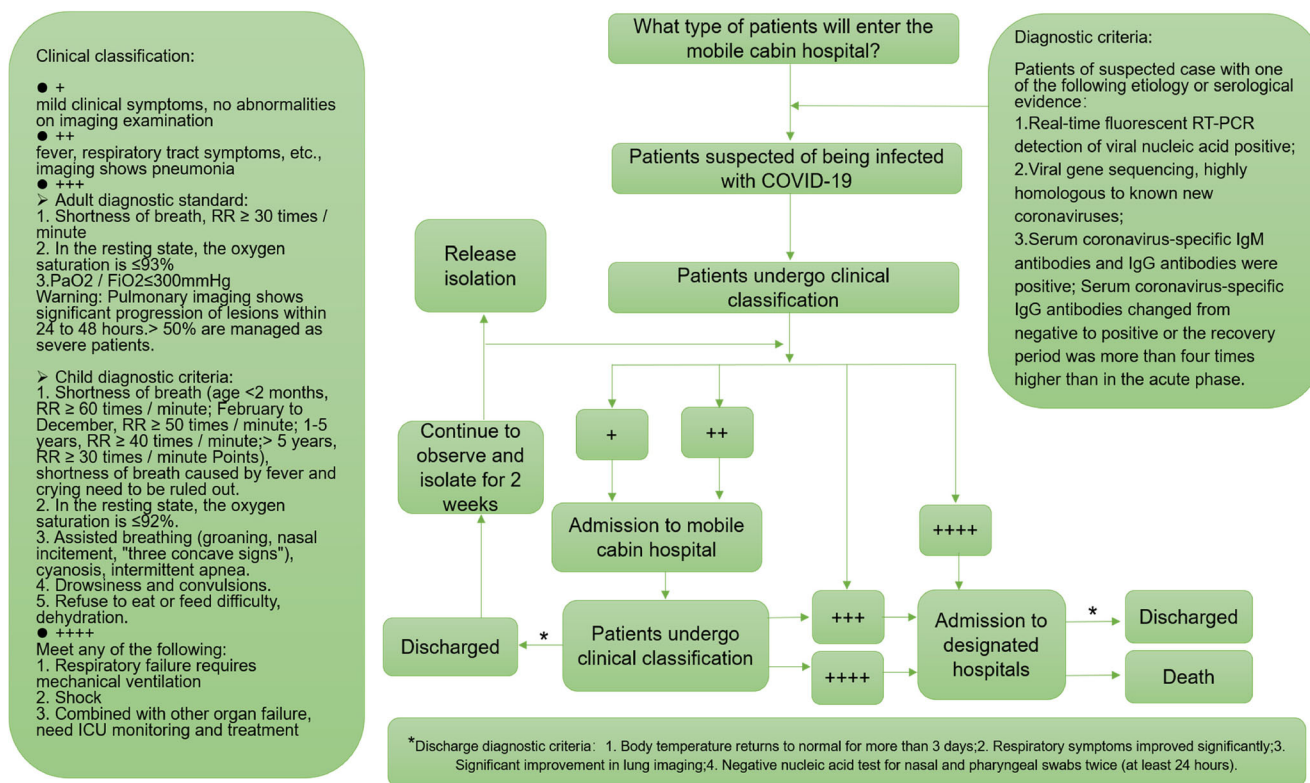 What type of patients will enter the
mobile cabin hospital?
Clinical classification:
● +
mild clinical symptoms, no abnormalities
on imaging examination
● ++
fever, respiratory tract symptoms, etc.,
imaging shows pneumonia
● +++
➢ Adult diagnostic standard:
1. Shortness of breath, RR ≥ 30 times /
minute
2. In the resting state, the oxygen
saturation is ≤93%
3.PaO2 / FiO2≤300mmHg
Warning: Pulmonary imaging shows
significant progression of lesions within
24 to 48 hours.> 50% are managed as
severe patients.
➢ Child diagnostic criteria:
1. Shortness of breath (age <2 months,
RR ≥ 60 times / minute; February to
December, RR ≥ 50 times / minute; 1-5
years, RR ≥ 40 times / minute;> 5 years,
RR ≥ 30 times / minute Points),
shortness of breath caused by fever and
crying need to be ruled out.
2. In the resting state, the oxygen
saturation is ≤92%.
3. Assisted breathing (groaning, nasal
incitement, "three concave signs"),
cyanosis, intermittent apnea.
4. Drowsiness and convulsions.
5. Refuse to eat or feed difficulty,
dehydration.
● ++++
Meet any of the following:
1. Respiratory failure requires
mechanical ventilation
2. Shock
3. Combined with other organ failure,
need ICU monitoring and treatment
Diagnostic criteria:
Patients of suspected case with one
of the following etiology or serological
evidence:
1.Real-time fluorescent RT-PCR
detection of viral nucleic acid positive;
2.Viral gene sequencing, highly
homologous to known new
coronaviruses;
3.Serum coronavirus-specific IgM
antibodies and IgG antibodies were
positive; Serum coronavirus-specific
IgG antibodies changed from
negative to positive or the recovery
period was more than four times
higher than in the acute phase.
Patients suspected of being infected
with COVID-19
Release
isolation
Patients undergo clinical
classification
+
++
Continue to
observe and
isolate for 2
weeks
Admission to mobile
cabin hospital
++++
Discharged
*
Patients undergo
clinical classification
+++
++++
Admission to
designated
hospitals
*
Discharged
Death
*Discharge diagnostic criteria: 1. Body temperature returns to normal for more than 3 days;2. Respiratory symptoms improved significantly;3.
Significant improvement in lung imaging;4. Negative nucleic acid test for nasal and pharyngeal swabs twice (at least 24 hours).